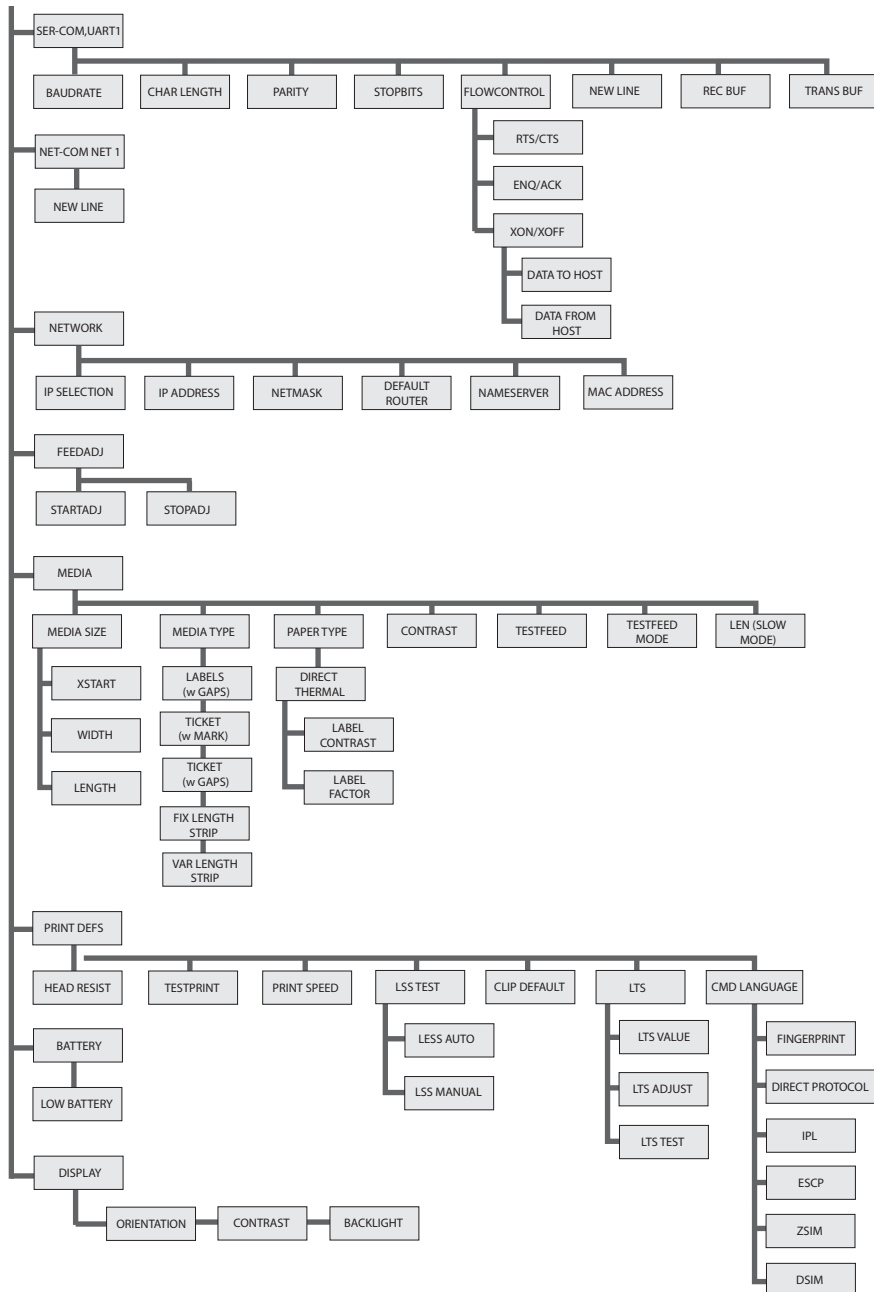 SER-COM,UART1
BAUDRATE
CHAR LENGTH
PARITY
STOPBITS
FLOWCONTROL
NEW LINE
REC BUF
TRANS BUF
RTS/CTS
ENQ/ACK
XON/XOFF
DATA TO HOST
DATA FROM
HOST
NET-COM NET 1
NEW LINE
NETWORK
IP SELECTION
IP ADDRESS
NETMASK
DEFAULT
ROUTER
NAMESERVER
MAC ADDRESS
FEEDADJ
STARTADJ
STOPADJ
MEDIA
MEDIA SIZE
MEDIA TYPE
PAPER TYPE
CONTRAST
TESTFEED
TESTFEED
MODE
LEN (SLOW
MODE)
XSTART
WIDTH
LENGTH
LABELS
(w GAPS)
TICKET
(w MARK)
TICKET
(w GAPS)
FIX LENGTH
STRIP
VAR LENGTH
STRIP
DIRECT
THERMAL
LABEL
CONTRAST
LABEL
FACTOR
PRINT DEFS
HEAD RESIST
TESTPRINT
PRINT SPEED
LSS TEST
CLIP DEFAULT
LTS
CMD LANGUAGE
LESS AUTO
LSS MANUAL
LTS VALUE
LTS ADJUST
LTS TEST
FINGERPRINT
DIRECT PROTOCOL
IPL
ESCP
ZSIM
DSIM
BATTERY
LOW BATTERY
DISPLAY
ORIENTATION
CONTRAST
BACKLIGHT